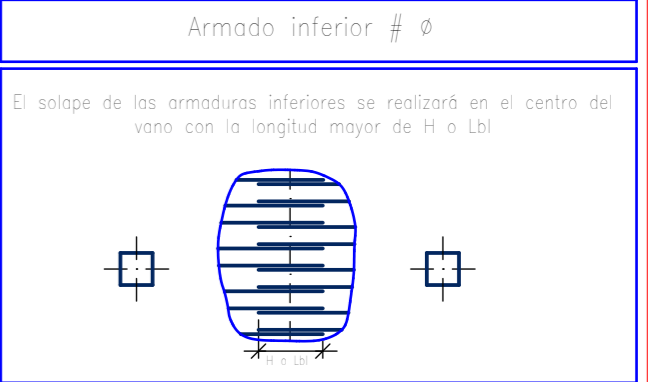 Armado inferior # ø
El solape de las armaduras inferiores se realizará en el centro del
vano con la longitud mayor de H o Lbl
H o Lbl